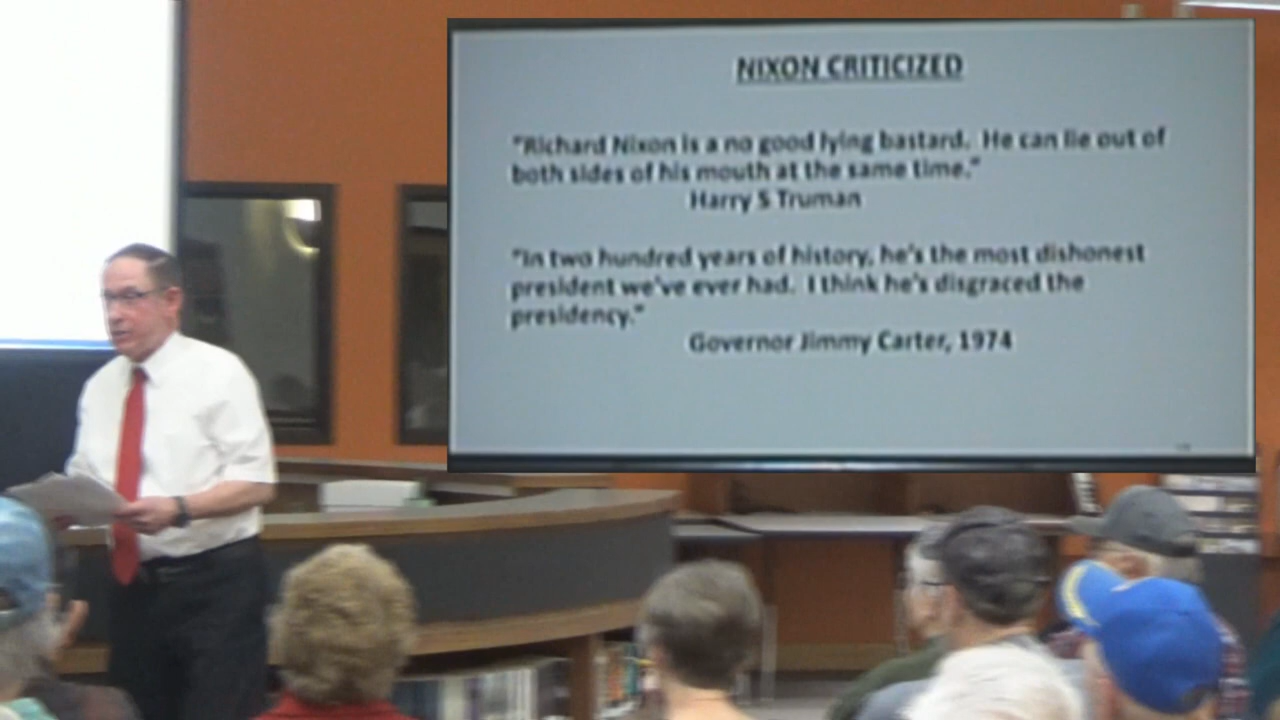 NIXON CRITICIZED
"Richard Nixon is a no good lying bastard. He can lie out of
both sides of his mouth at the same time."
Harry S Truman
"In two hundred years of history, he's the most dishonest
president we've ever had. I think he's disgraced the
presidency."
Governor Jimmy Carter, 1974